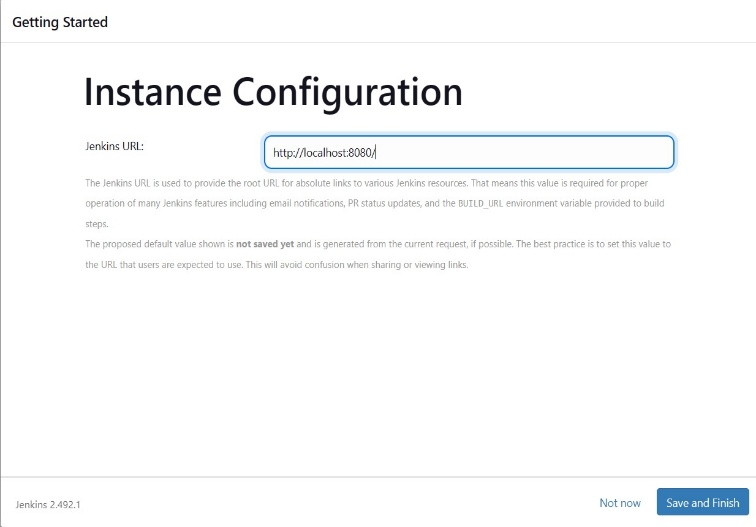 Getting Started
Instance Configuration
Jenkins URL:
http://localhost:8080/
The Jenkins URL is used to provide the root URL for absolute links to various Jenkins resources. That means this value is required for proper
operation of many Jenkins features including email notifications, PR status updates, and the BUILD_URL environment variable provided to build
steps.
The proposed default value shown is not saved yet and is generated from the current request, if possible. The best practice is to set this value to
the URL that users are expected to use. This will avoid confusion when sharing or viewing links.
Jenkins 2.492.1
Not now
Save and Finish